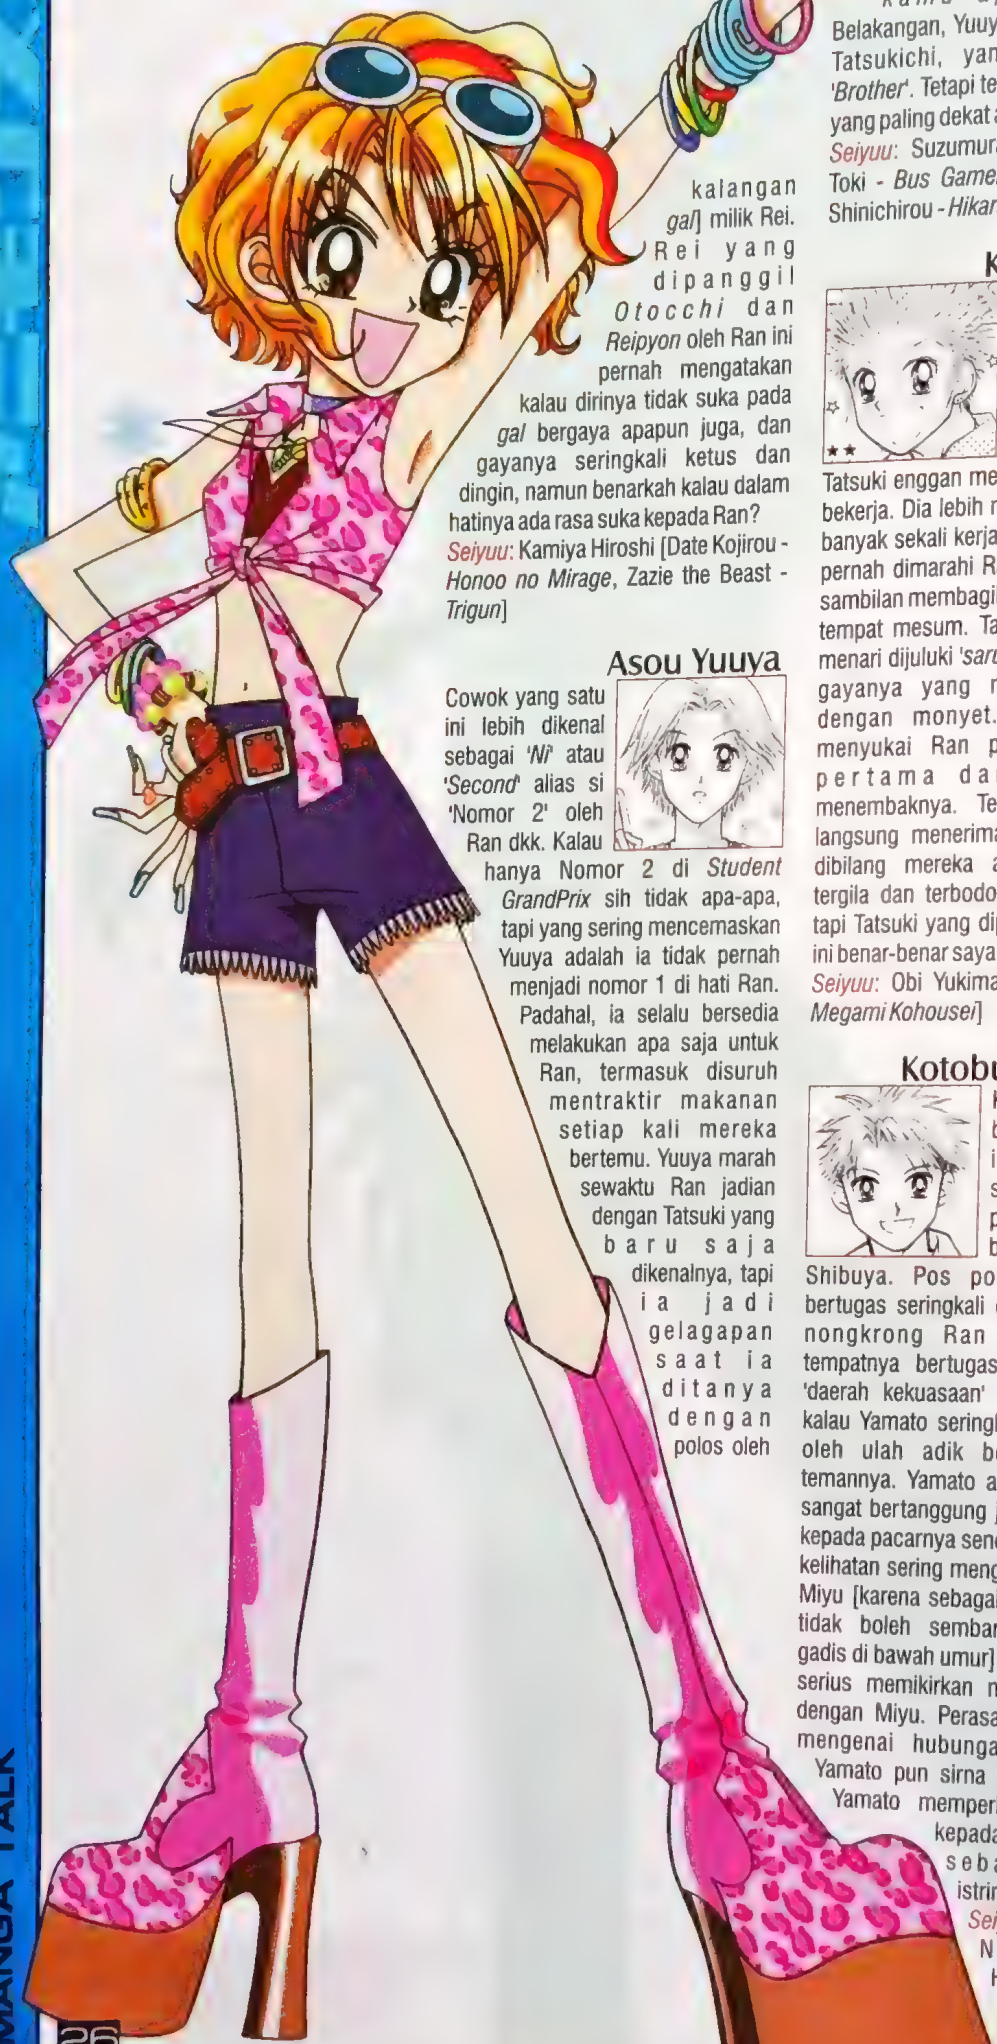 kalangan
gal] milik Rei.
Rei yang
dipanggil
Otocchi dan
Reipyon oleh Ran ini
pernah mengatakan
kalau dirinya tidak suka pada
gal bergaya apapun juga, dan
gayanya seringkali ketus dan
dingin, namun benarkah kalau dalam
hatinya ada rasa suka kepada Ran?
Seiyuu: Kamiya Hiroshi [Date Kojirou -
Honoo no Mirage, Zazie the Beast -
Trigun]
Asou Yuuya
Cowok yang satu
ini lebih dikenal
sebagai 'Ni' atau
'Second' alias si
'Nomor 2' oleh
Ran dkk. Kalau
hanya Nomor 2 di Student
GrandPrix sih tidak apa-apa,
tapi yang sering mencemaskan
Yuuya adalah ia tidak pernah
menjadi nomor 1 di hati Ran.
Padahal, ia selalu bersedia
melakukan apa saja untuk
Ran, termasuk disuruh
mentraktir makanan
setiap kali mereka
bertemu. Yuuya marah
sewaktu Ran jadian
dengan Tatsuki yang
baru saja
dikenalnya, tapi
ia jadi
gelagapan
saat ia
ditanya
dengan
polos oleh
Belakangan, Yuuy
Tatsukichi, yan
'Brother'. Tetapi te
yang paling dekat a
Seiyuu: Suzumura
Toki - Bus Game
Shinichirou - Hikar
K
Tatsuki enggan me
bekerja. Dia lebih r
banyak sekali kerja
pernah dimarahi R
sambilan membagi
tempat mesum. Ta
menari dijuluki 'saru
gayanya yang r
dengan monyet.
menyukai Ran p
pertama da
menembaknya. Te
langsung menerima
dibilang mereka a
tergila dan terbodo
tapi Tatsuki yang dip
ini benar-benar saya
Seiyuu: Obi Yukima
Megami Kohousei]
Kotobu
Shibuya. Pos po
bertugas seringkali
nongkrong Ran
tempatnya bertugas
'daerah kekuasaan'
kalau Yamato seringk
oleh ulah adik be
temannya. Yamato a
sangat bertanggung j
kepada pacarnya send
kelihatan sering meng
Miyu [karena sebagai
tidak boleh sembar
gadis di bawah umur]
serius memikirkan n
dengan Miyu. Perasa
mengenai hubunga
Yamato pun sirna
Yamato memper
kepada
seba
istrin
Sei
N
H
MANGA TALK
26